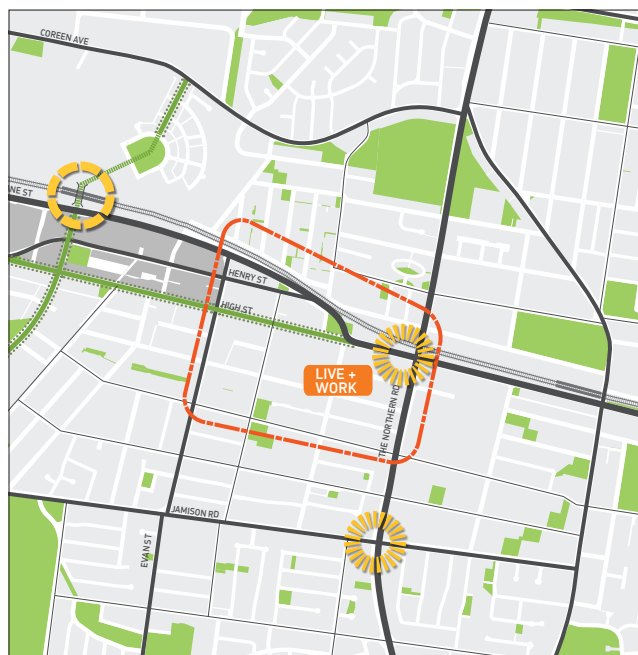 COREEN AVE
NE ST
HENRY ST
HIGH ST
LIVE +
WORK
THE NORTHERN RD
JAMISON RD
EVAN ST